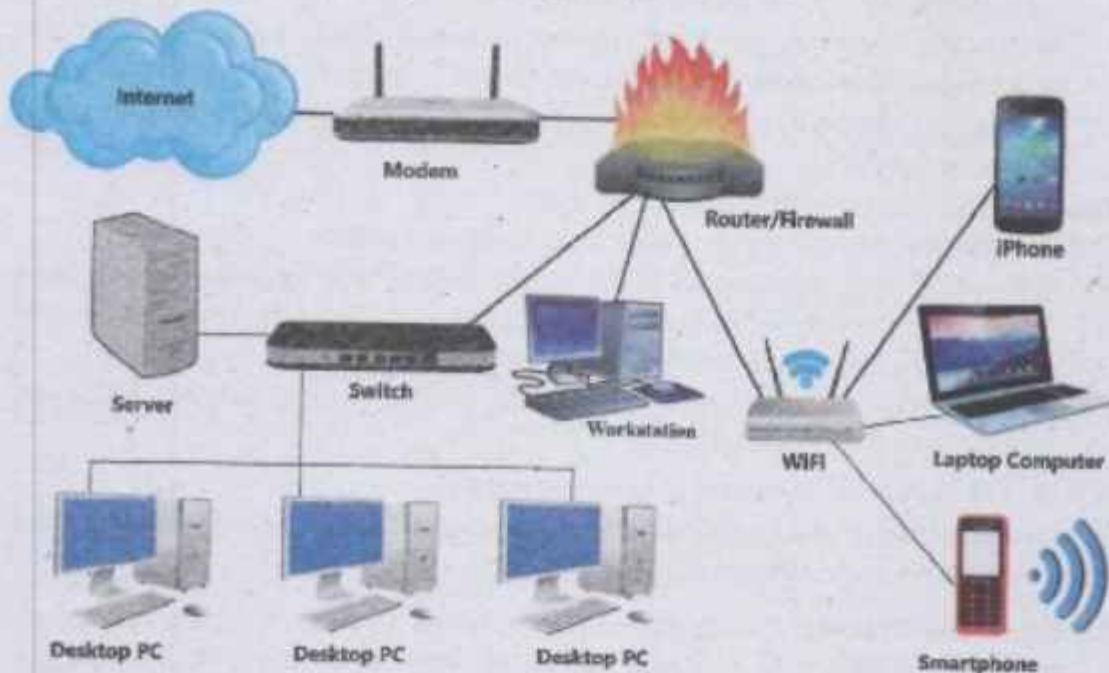 Internet
Modem
Router/Firewall
iPhone
Server
Switch
Workstation
WIFI
Laptop Computer
Desktop PC
Desktop PC
Desktop PC
Smartphone